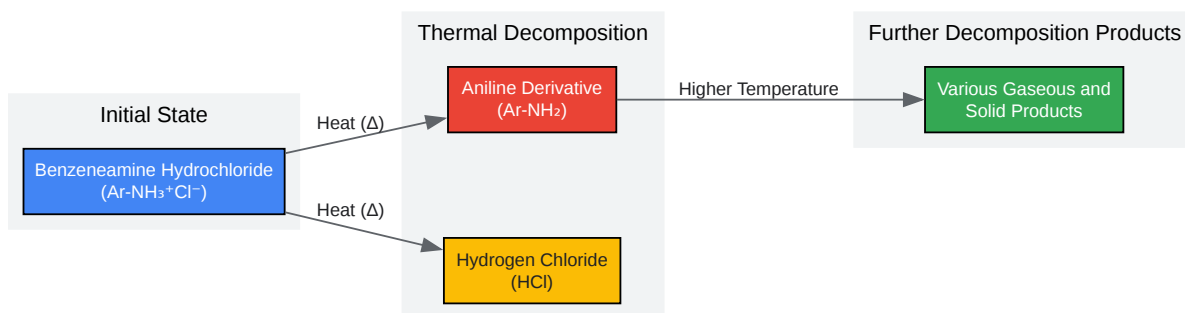 Initial State
Benzeneamine Hydrochloride
(Ar-NH₃⁺Cl⁻)
Heat (Δ)
Heat (Δ)
Thermal Decomposition
Aniline Derivative
(Ar-NH₂)
Hydrogen Chloride
(HCl)
Higher Temperature
Further Decomposition Products
Various Gaseous and
Solid Products